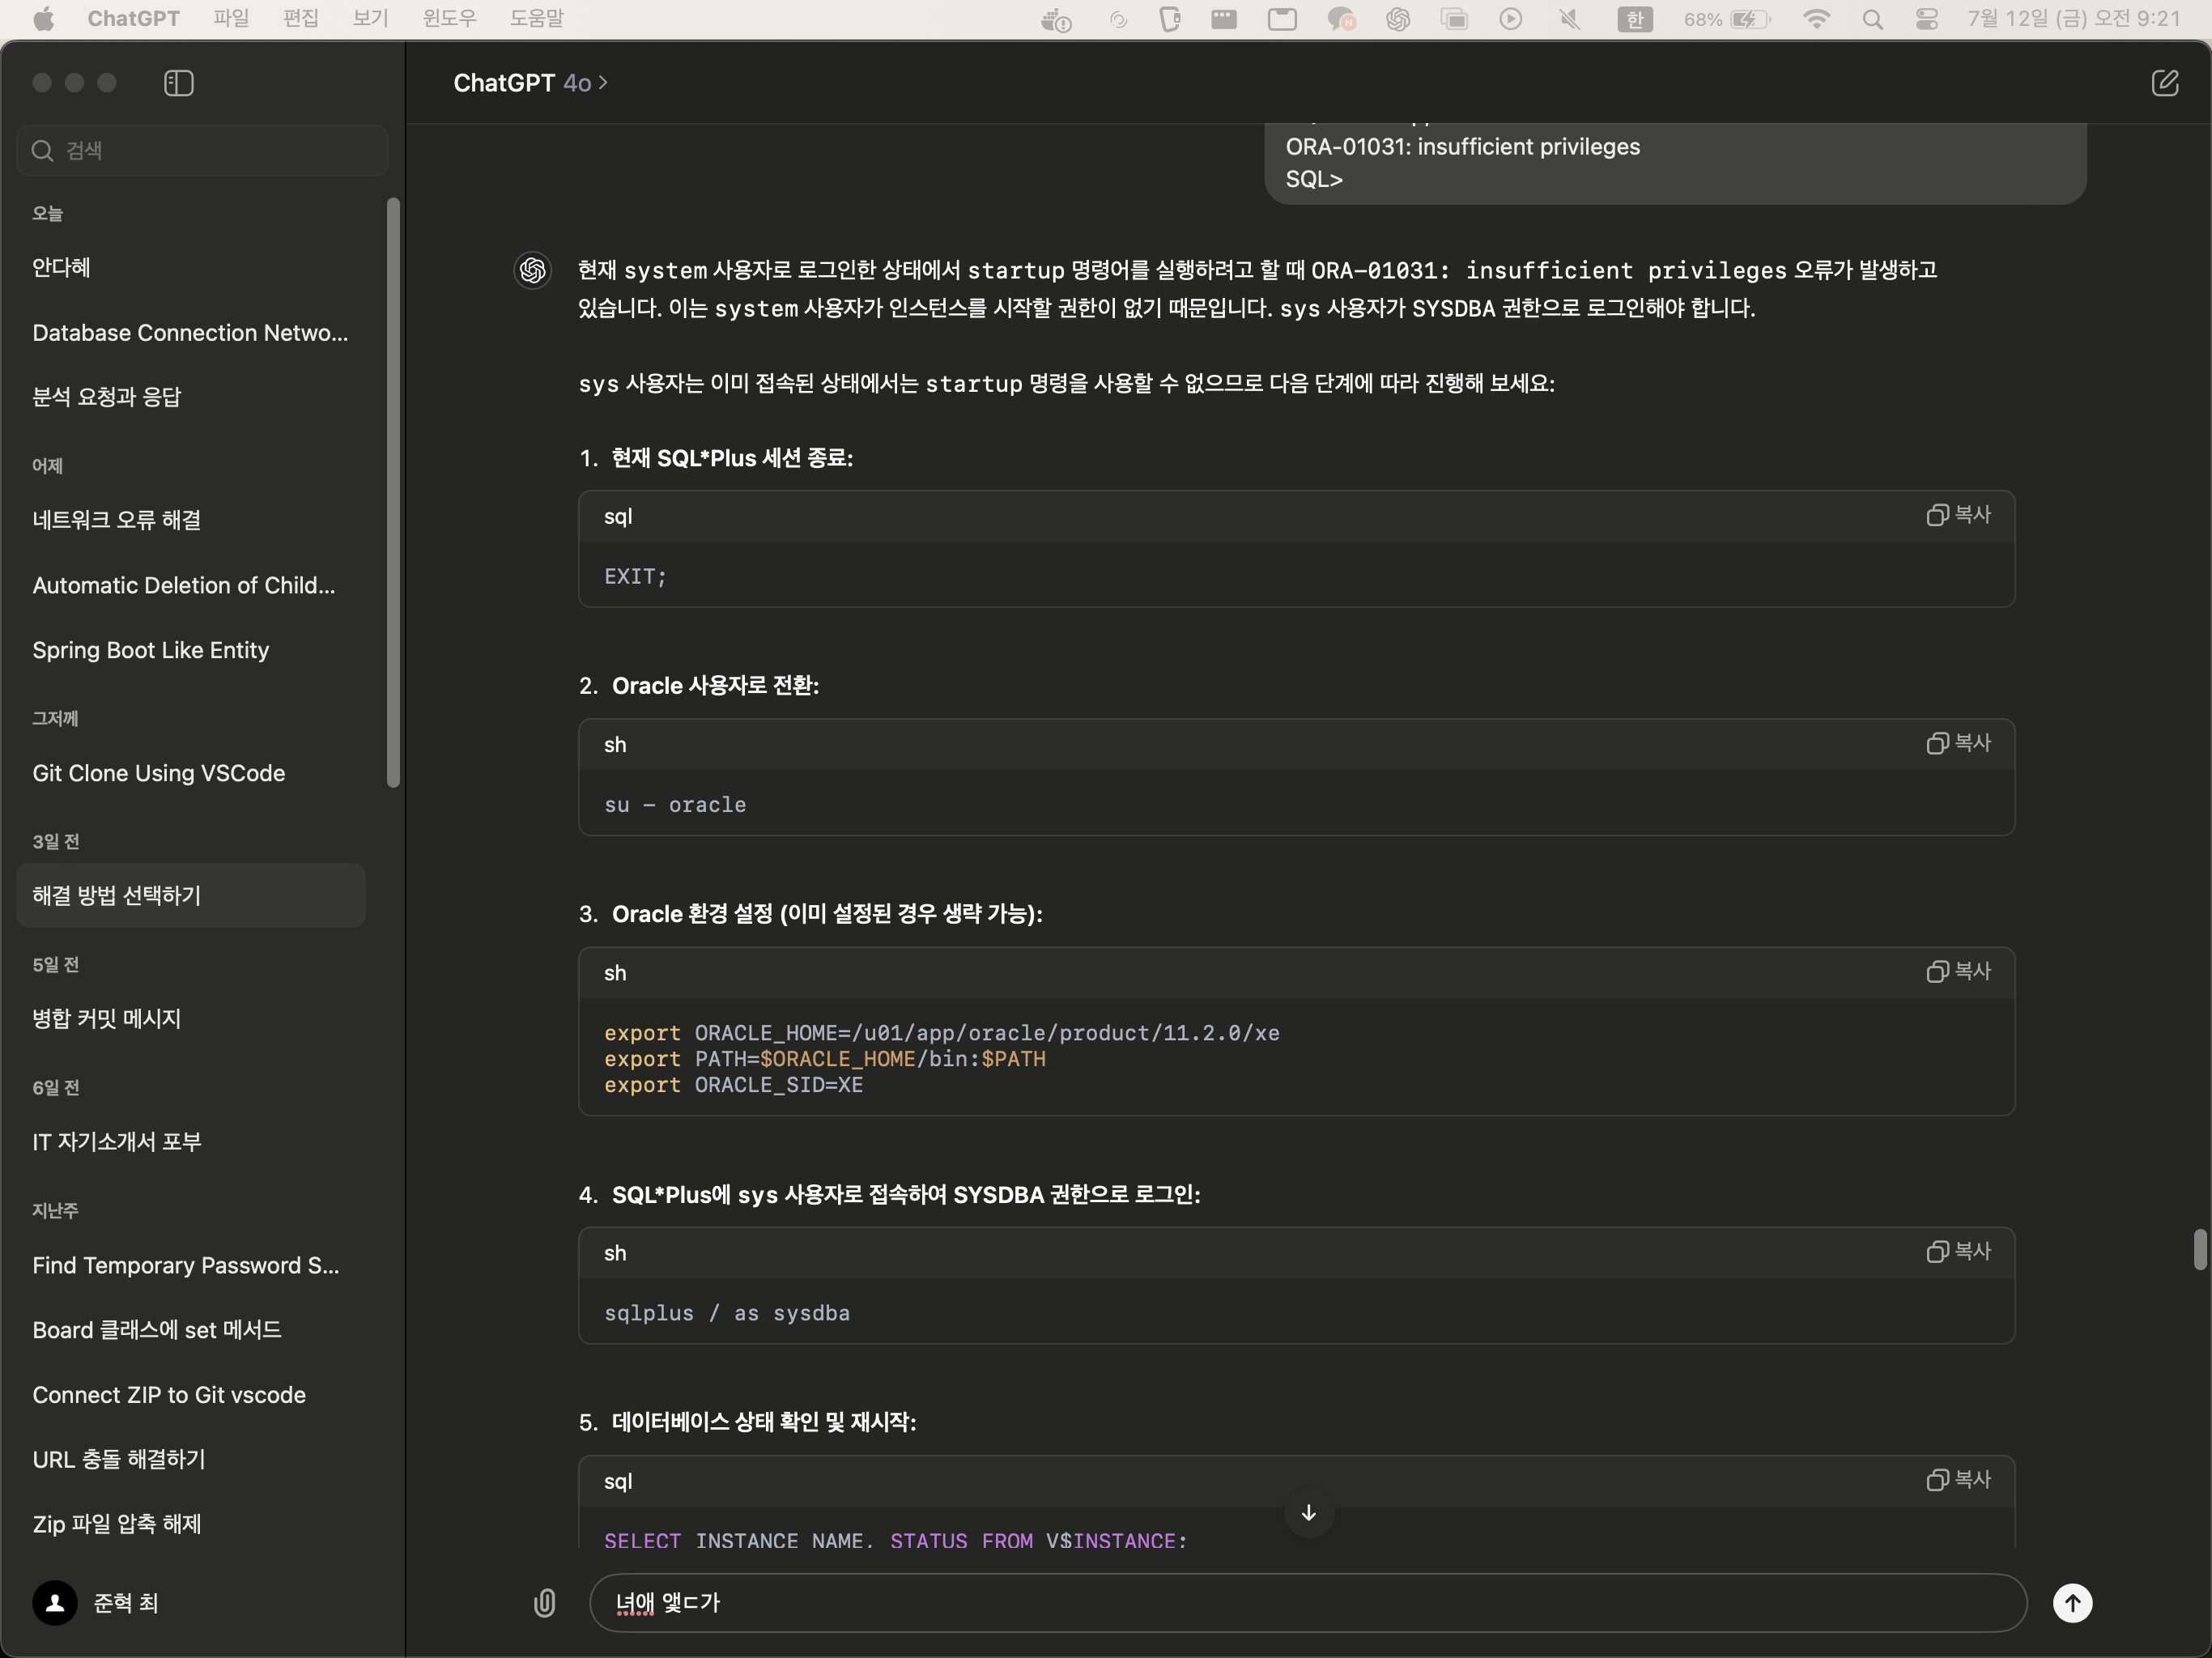 ChatGPT 파일 편집 보기 윈도우 도움말
한 68% 7월 12일 (금) 오전 9:21
검색
오늘
안다혜
Database Connection Netwo...
분석 요청과 응답
어제
네트워크 오류 해결
Automatic Deletion of Child...
Spring Boot Like Entity
그저께
Git Clone Using VSCode
3일 전
해결 방법 선택하기
5일 전
병합 커밋 메시지
6일 전
IT 자기소개서 포부
지난주
Find Temporary Password S...
Board 클래스에 set 메서드
Connect ZIP to Git vscode
URL 충돌 해결하기
Zip 파일 압축 해제
준혁 최
ChatGPT 4o
ORA-01031: insufficient privileges
SQL>
현재 system 사용자로 로그인한 상태에서 startup 명령어를 실행하려고 할 때 ORA-01031: insufficient privileges 오류가 발생하고
있습니다. 이는 system 사용자가 인스턴스를 시작할 권한이 없기 때문입니다. sys 사용자가 SYSDBA 권한으로 로그인해야 합니다.
sys 사용자는 이미 접속된 상태에서는 startup 명령을 사용할 수 없으므로 다음 단계에 따라 진행해 보세요:
1. 현재 SQL*Plus 세션 종료:
sql 복사
EXIT;
2. Oracle 사용자로 전환:
sh 복사
su - oracle
3. Oracle 환경 설정 (이미 설정된 경우 생략 가능):
sh 복사
export ORACLE_HOME=/u01/app/oracle/product/11.2.0/xe
export PATH=$ORACLE_HOME/bin:$PATH
export ORACLE_SID=XE
4. SQL*Plus에 sys 사용자로 접속하여 SYSDBA 권한으로 로그인:
sh 복사
sqlplus / as sysdba
5. 데이터베이스 상태 확인 및 재시작:
sql 복사
SELECT INSTANCE_NAME, STATUS FROM V$INSTANCE;
녀애 앷ㄷ가